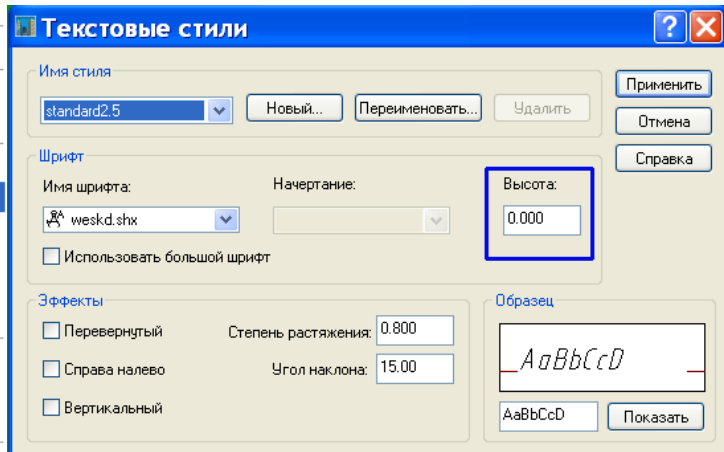 Текстовые стили
Имя стиля
standard2.5
Новый...
Переименовать...
Удалить
Применить
Отмена
Справка
Шрифт
Имя шрифта:
Начертание:
Высота:
weskd.shx
0.000
Использовать большой шрифт
Эффекты
Перевернутый
Степень растяжения:
0.800
Справа налево
Угол наклона:
15.00
Вертикальный
Образец
AaBbCcD
AaBbCcD
Показать